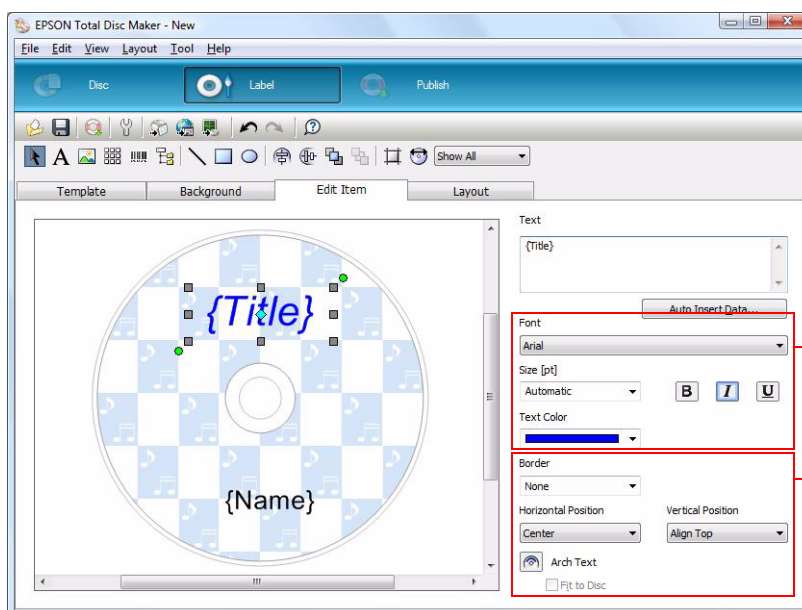 EPSON Total Disc Maker - New
File Edit View Layout Tool Help
Disc Label Publish
A Show All
Template Background Edit Item Layout
Text
{Title}
{Title}
Auto Insert Data...
Font
Arial
Size [pt]
Automatic B I U
Text Color
Border
None
{Name}
Horizontal Position Vertical Position
Center Align Top
Arch Text
Fit to Disc